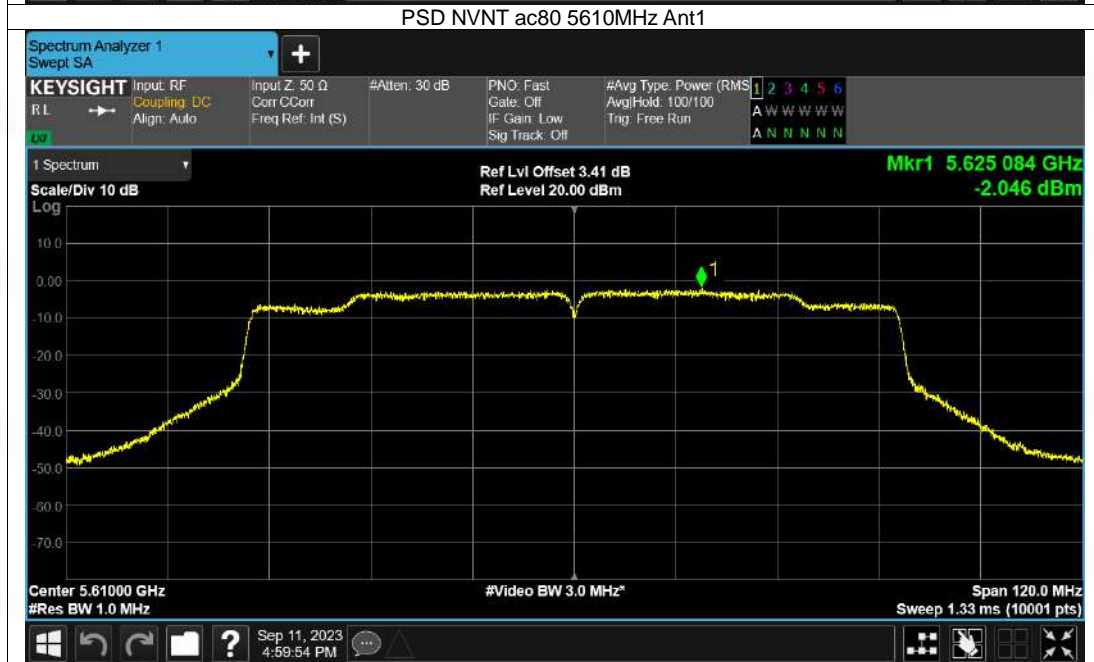 PSD NVNT ac80 5610MHz Ant1
Spectrum Analyzer 1
Swept SA
+
KEYSIGHT
RL
LXI
Input: RF
Coupling: DC
Align: Auto
Input Z: 50 Ω
Corr CCorr
Freq Ref: Int (S)
#Atten: 30 dB
PNO: Fast
Gate: Off
IF Gain: Low
Sig Track: Off
#Avg Type: Power (RMS
Avg|Hold: 100/100
Trig: Free Run
1 2 3 4 5 6
A W W W W W
A N N N N N
1 Spectrum
Scale/Div 10 dB
Log
Ref Lvl Offset 3.41 dB
Ref Level 20.00 dBm
Mkr1 5.625 084 GHz
-2.046 dBm
10.0
0.00
-10.0
-20.0
-30.0
-40.0
-50.0
-60.0
-70.0
1
Center 5.61000 GHz
#Res BW 1.0 MHz
#Video BW 3.0 MHz*
Span 120.0 MHz
Sweep 1.33 ms (10001 pts)
?
Sep 11, 2023
4:59:54 PM